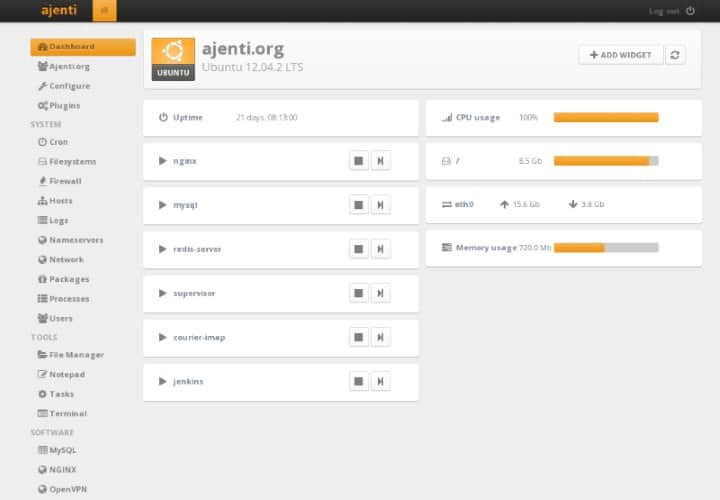 ajenti
Log out
Dashboard
Ajenti.org
Configure
Plugins
SYSTEM
Cron
Filesystems
Firewall
Hosts
Logs
Nameservers
Network
Packages
Processes
Users
TOOLS
File Manager
Notepad
Tasks
Terminal
SOFTWARE
MySQL
NGINX
OpenVPN
UBUNTU
ajenti.org
Ubuntu 12.04.2 LTS
ADD WIDGET
Uptime 21 days, 08:13:00
nginx
mysql
redis-server
supervisor
courier-imap
jenkins
CPU usage 100%
/ 8.5 Gb
eth0 15.6 Gb 3.8 Gb
Memory usage 720.0 Mb